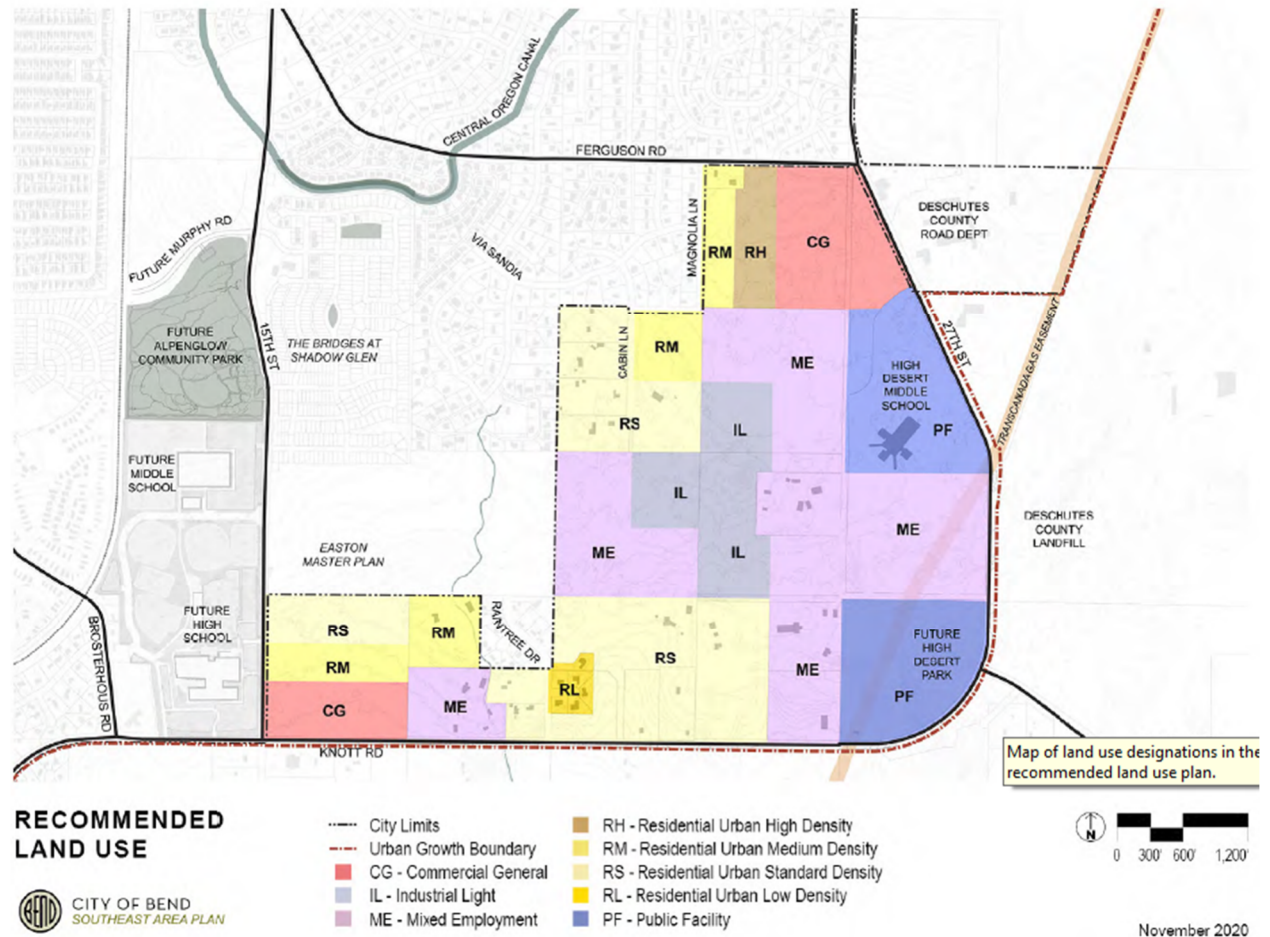 CENTRAL OREGON CANAL
FERGUSON RD
FUTURE MURPHY RD
MAGNOLIA LN
DESCHUTES
COUNTY
ROAD DEPT
VIA SANDIA
RM
RH
CG
FUTURE
ALPENGLOW
COMMUNITY PARK
15TH ST
THE BRIDGES AT
SHADOW GLEN
CABIN LN
RM
ME
27TH ST
TRANSCANADA GAS EASEMENT
HIGH
DESERT
MIDDLE
SCHOOL
PF
RS
IL
FUTURE
MIDDLE
SCHOOL
IL
ME
IL
ME
DESCHUTES
COUNTY
LANDFILL
EASTON
MASTER PLAN
BROSTERHOUS RD
FUTURE
HIGH
SCHOOL
RS
RM
RM
RAINTREE DR
RS
RL
ME
FUTURE
HIGH
DESERT
PARK
PF
CG
ME
KNOTT RD
Map of land use designations in the
recommended land use plan.
RECOMMENDED
LAND USE
BEND
CITY OF BEND
SOUTHEAST AREA PLAN
City Limits
Urban Growth Boundary
CG - Commercial General
IL - Industrial Light
ME - Mixed Employment
RH - Residential Urban High Density
RM - Residential Urban Medium Density
RS - Residential Urban Standard Density
RL - Residential Urban Low Density
PF - Public Facility
N
0 300' 600' 1,200'
November 2020